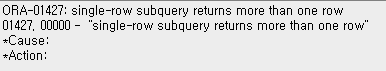 ORA-01427: single-row subquery returns more than one row
01427, 00000 -  "single-row subquery returns more than one row"
*Cause:
*Action: